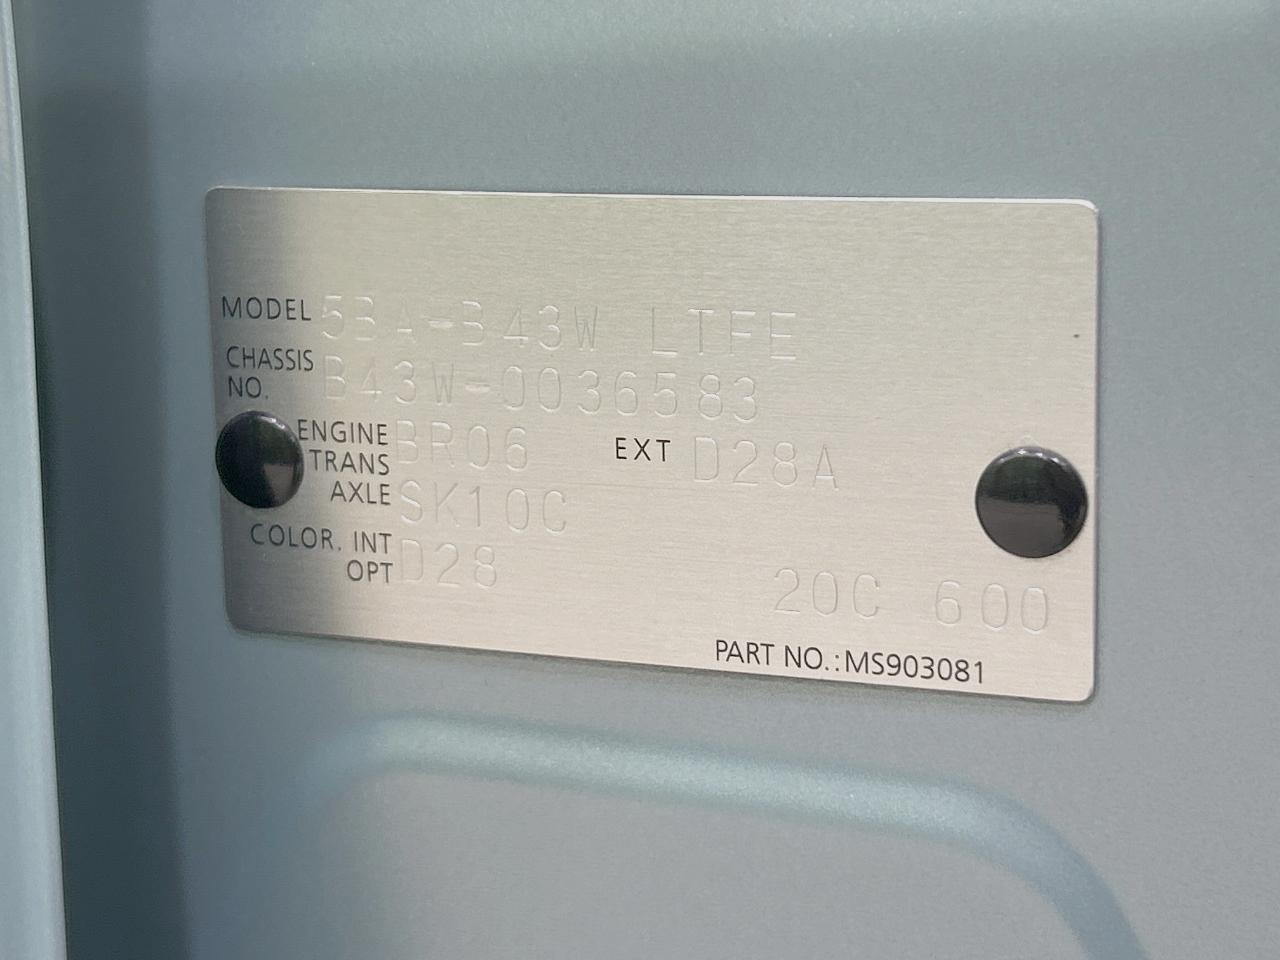 MODEL 5BA-B43W LTFE
CHASSIS NO. B43W-0036583
ENGINE BR06 EXT D28A
TRANS AXLE SK10C
COLOR, INT OPT D28 20C 600
PART NO.:MS903081